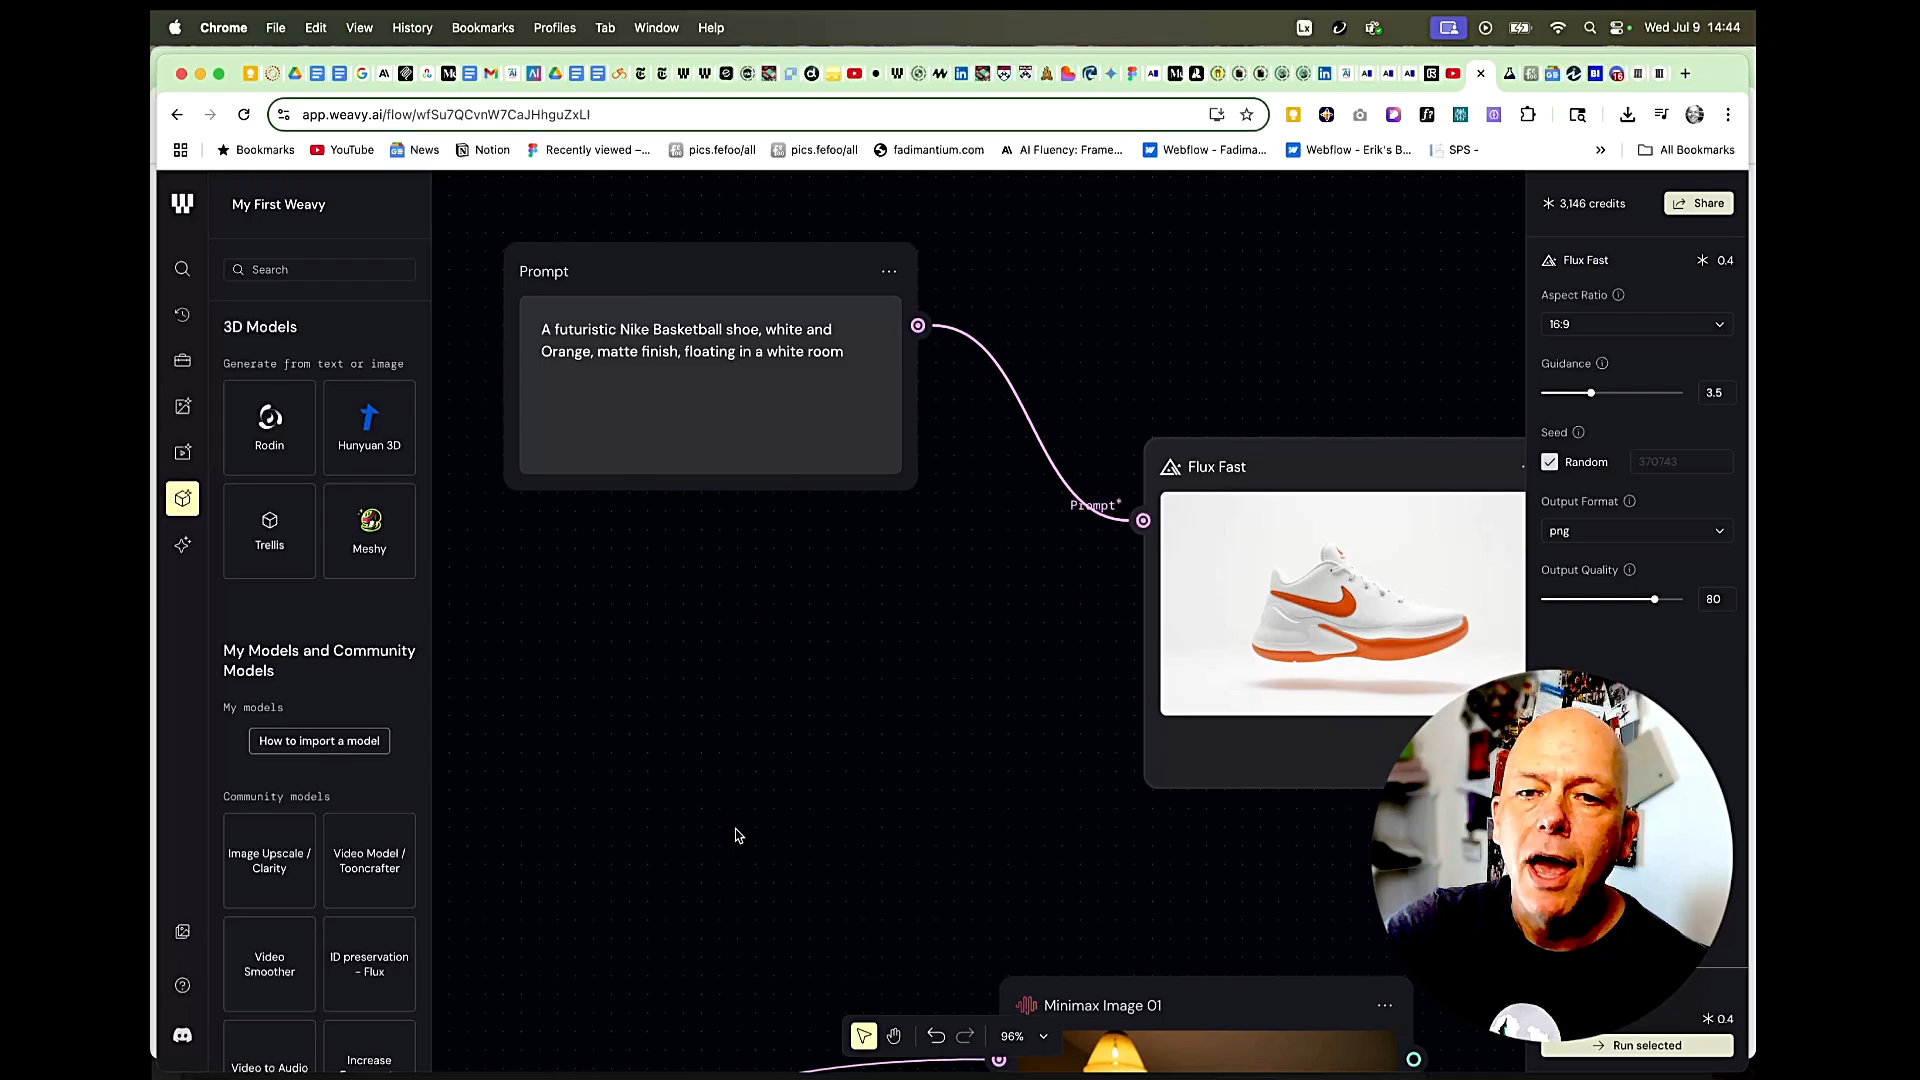 Chrome File Edit View History Bookmarks Profiles Tab Window Help
Lx
Wed Jul 9 14:44
app.weavy.ai/flow/wfSu7QCvnW7CaJHhguZxLI
Bookmarks YouTube News Notion Recently viewed –... pics.fefoo/all pics.fefoo/all fadimantium.com AI Fluency: Frame... Webflow - Fadima... Webflow - Erik's B... SPS - » All Bookmarks
My First Weavy
Search
3D Models
Generate from text or image
Rodin
Hunyuan 3D
Trellis
Meshy
My Models and Community
Models
My models
How to import a model
Community models
Image Upscale /
Clarity
Video Model /
Tooncrafter
Video
Smoother
ID preservation
- Flux
Video to Audio
Increase
Prompt
A futuristic Nike Basketball shoe, white and
Orange, matte finish, floating in a white room
Prompt*
Flux Fast
Minimax Image 01
96%
3,146 credits
Share
Flux Fast
0.4
Aspect Ratio
16:9
Guidance
3.5
Seed
Random
370743
Output Format
png
Output Quality
80
0.4
Run selected